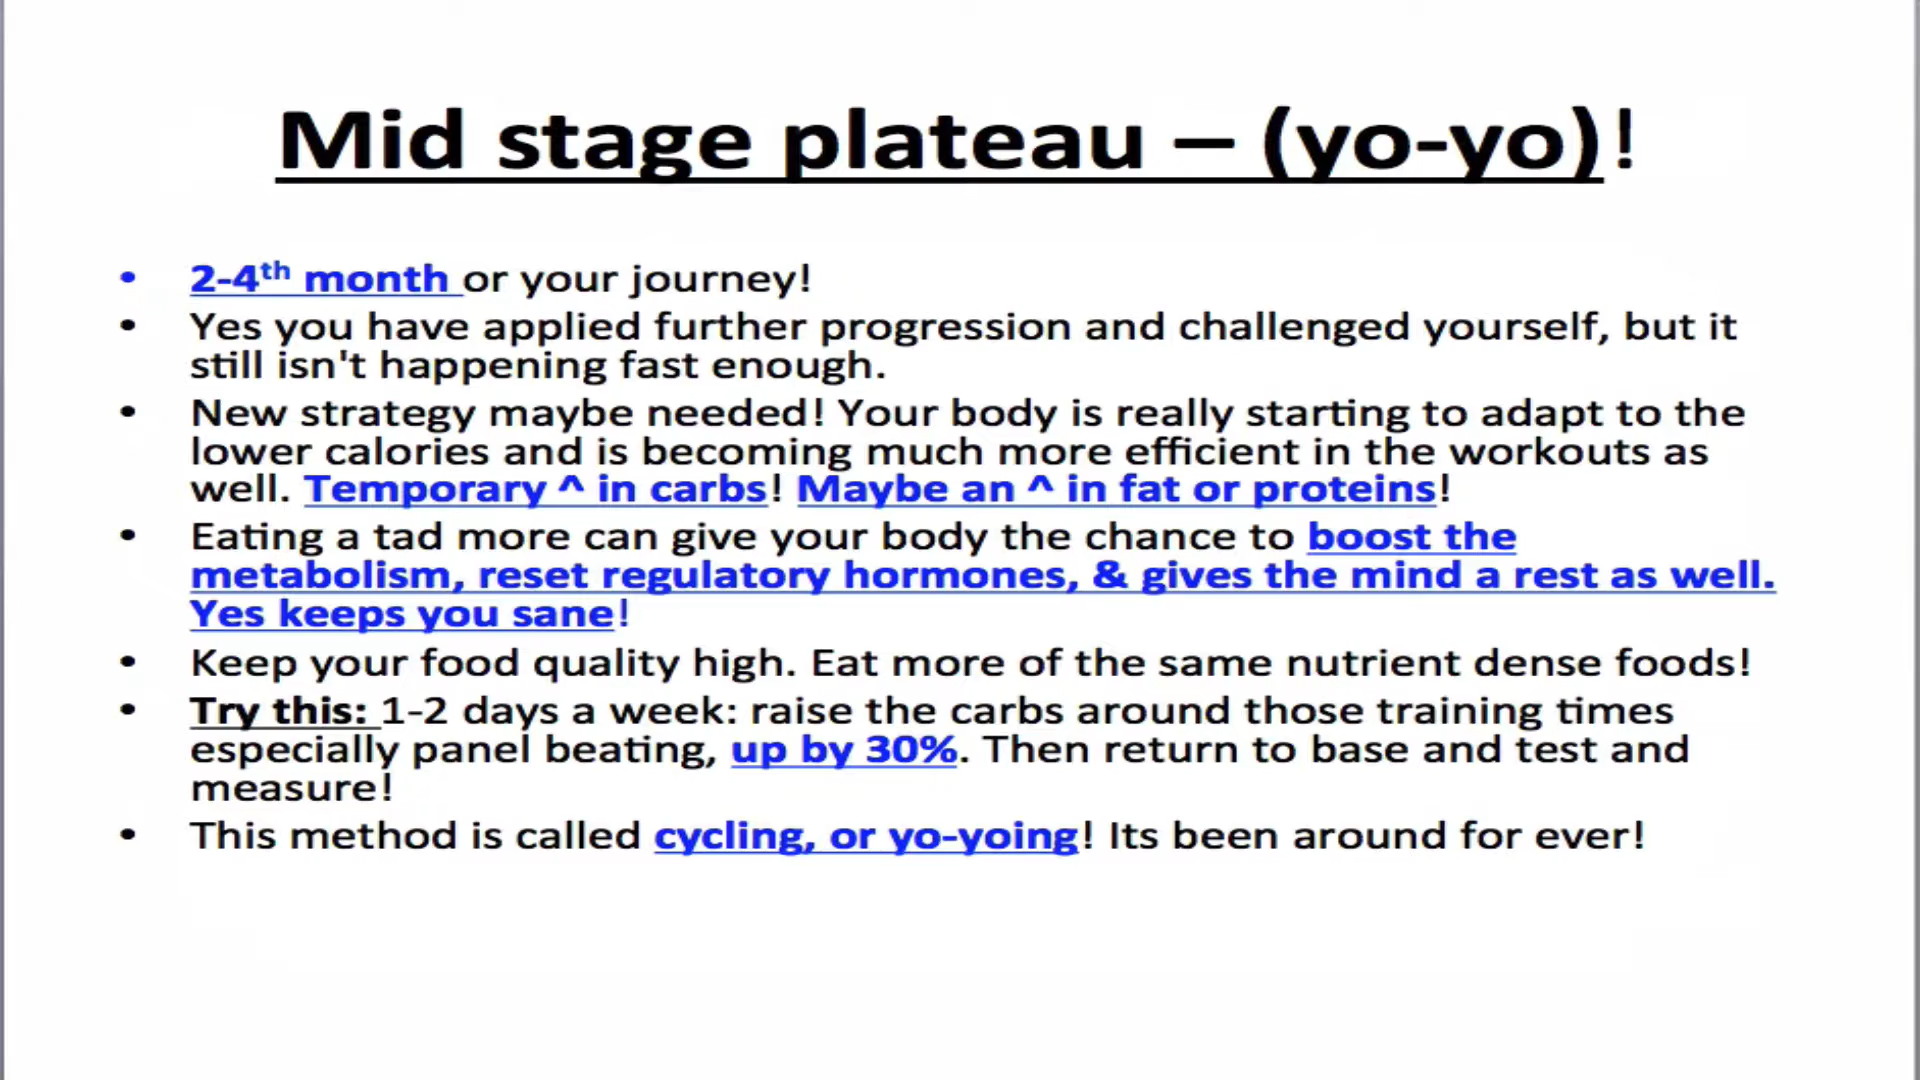 Mid stage plateau – (yo-yo)!
• 2-4th month or your journey!
• Yes you have applied further progression and challenged yourself, but it
still isn't happening fast enough.
• New strategy maybe needed! Your body is really starting to adapt to the
lower calories and is becoming much more efficient in the workouts as
well. Temporary ^ in carbs! Maybe an ^ in fat or proteins!
• Eating a tad more can give your body the chance to boost the
metabolism, reset regulatory hormones, & gives the mind a rest as well.
Yes keeps you sane!
• Keep your food quality high. Eat more of the same nutrient dense foods!
• Try this: 1-2 days a week: raise the carbs around those training times
especially panel beating, up by 30%. Then return to base and test and
measure!
• This method is called cycling, or yo-yoing! Its been around for ever!